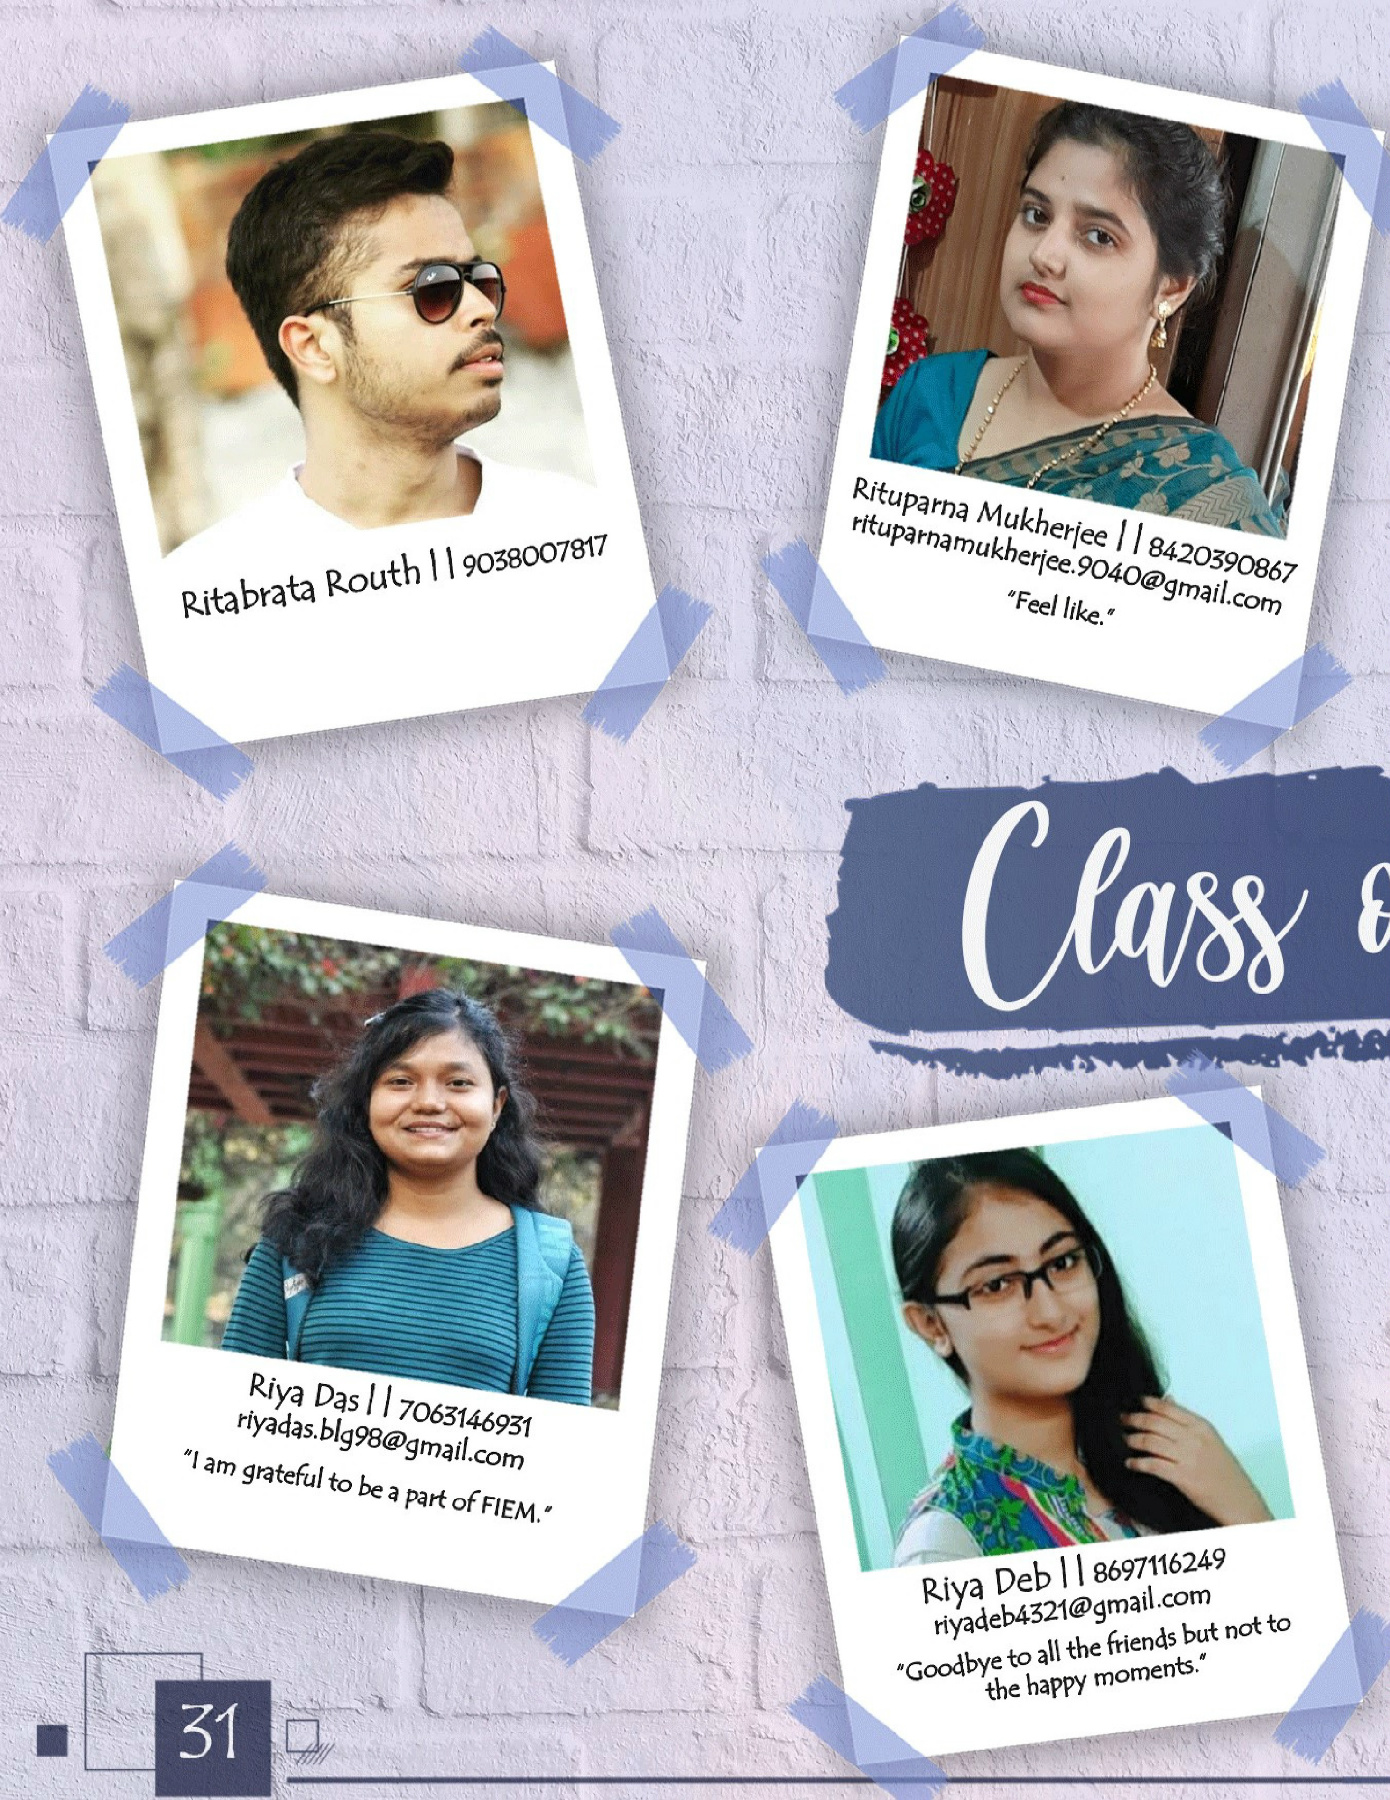 Ritabrata Routh || 9038007817
Rituparna Mukherjee || 8420390867
rituparnamukherjee.9040@gmail.com
"Feel like."
Class o
Riya Das || 7063146931
riyadas.blg98@gmail.com
"I am grateful to be a part of FIEM."
Riya Deb || 8697116249
riyadeb4321@gmail.com
"Goodbye to all the friends but not to
the happy moments."
31